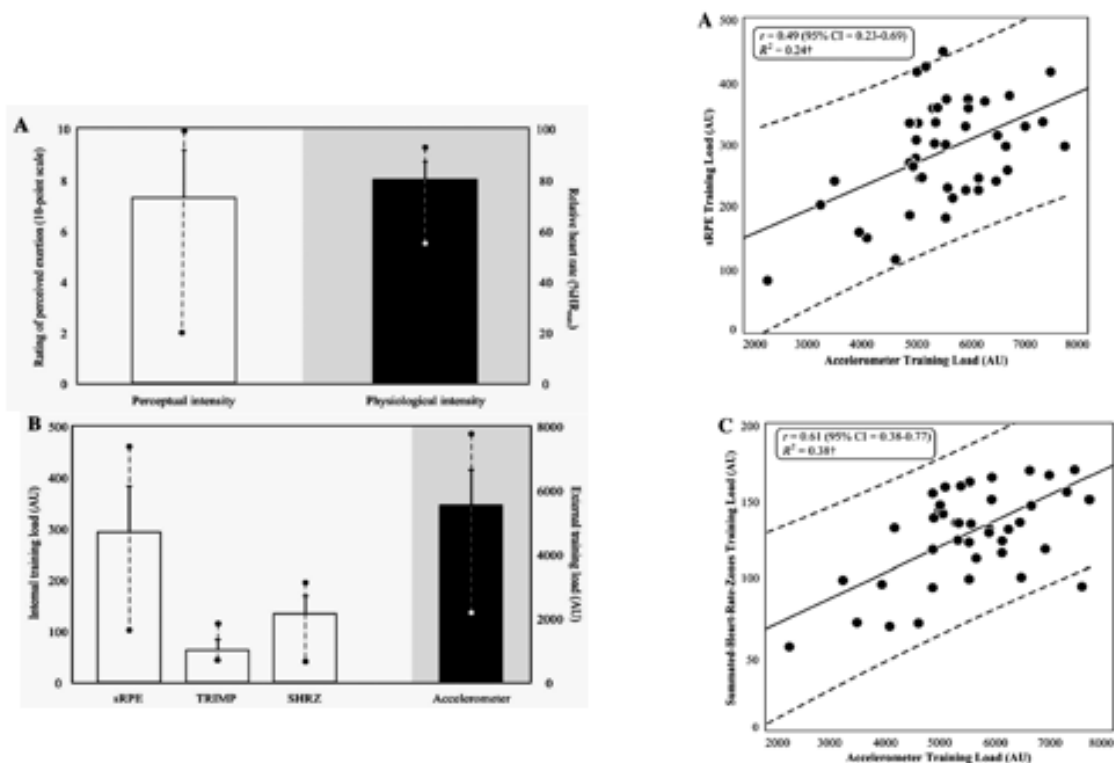 A
Rating of perceived exertion (10-point scale)
10
8
6
4
2
0
100
80
60
40
20
0
Relative heart rate (%HRmax)
Perceptual intensity
Physiological intensity
B
Internal training load (AU)
500
400
300
200
100
0
8000
6000
4000
2000
0
External training load (AU)
sRPE
TRIMP
SHRZ
Accelerometer
A
r = 0.49 (95% CI = 0.23-0.69)
R² = 0.24†
sRPE Training Load (AU)
500
400
300
200
100
0
2000
3000
4000
5000
6000
7000
8000
Accelerometer Training Load (AU)
C
r = 0.61 (95% CI = 0.38-0.77)
R² = 0.38†
Summated-Heart-Rate-Zones Training Load (AU)
200
150
100
50
0
2000
3000
4000
5000
6000
7000
8000
Accelerometer Training Load (AU)